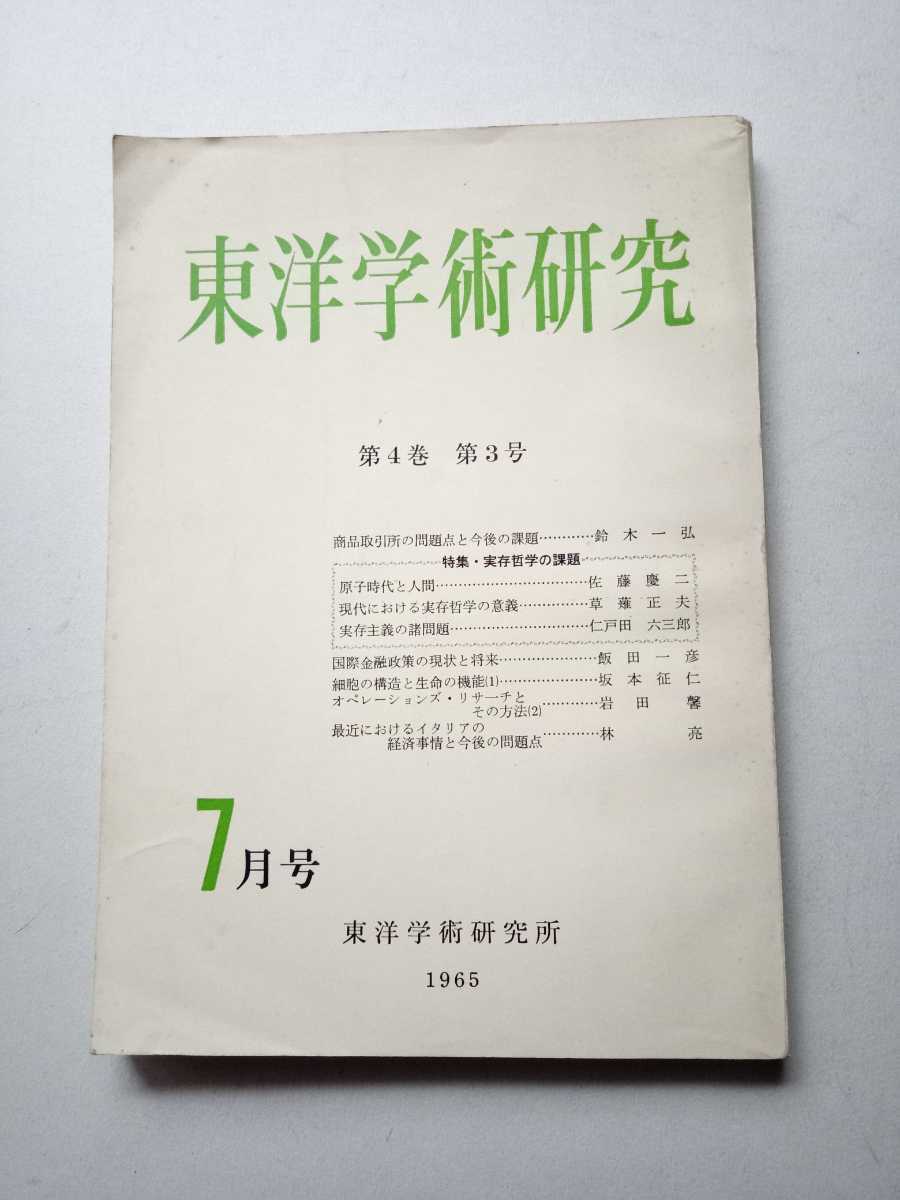 東洋学術研究
第4巻 第3号
商品取引所の問題点と今後の課題…………鈴木一弘
特集・実存哲学の課題
原子時代と人間……………………………佐藤慶二
現代における実存哲学の意義……………草薙正夫
実存主義の諸問題…………………………仁戸田 六三郎
国際金融政策の現状と将来…………………飯田一彦
細胞の構造と生命の機能(1)…………………坂本征仁
オペレーションズ・リサーチと
その方法(2)…………岩田馨
最近におけるイタリアの
経済事情と今後の問題点…………林亮
7月号
東洋学術研究所
1965